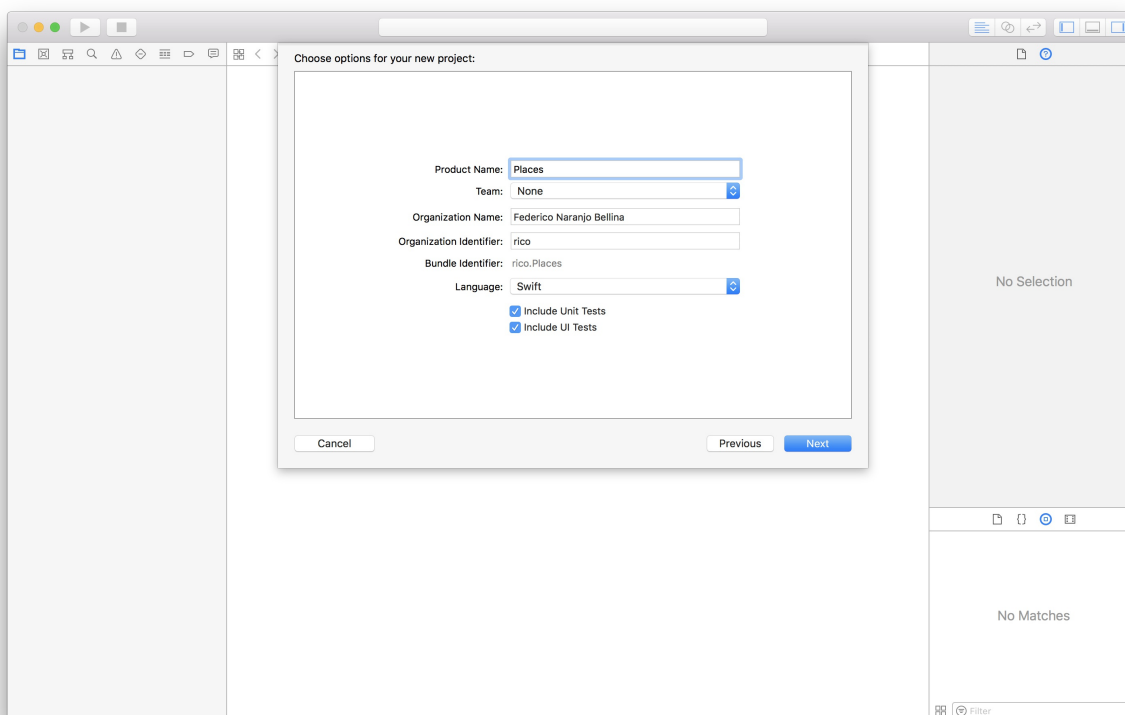 Choose options for your new project:
Product Name: Places
Team: None
Organization Name: Federico Naranjo Bellina
Organization Identifier: rico
Bundle Identifier: rico.Places
Language: Swift
Include Unit Tests
Include UI Tests
Cancel Previous Next
No Selection
{}
No Matches
Filter